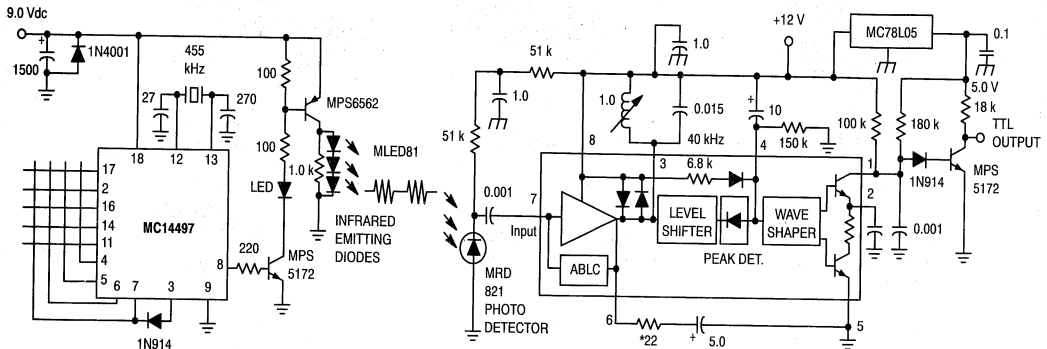 9.0 Vdc
+
1500
1N4001
455
kHz
27
270
100
100
MPS6562
1.0 k
LED
MLED81
INFRARED
EMITTING
DIODES
18
12
13
17
2
16
14
11
4
5
6
7
3
9
8
MC14497
220
MPS
5172
1N914
51 k
51 k
1.0
1.0
0.001
MRD
821
PHOTO
DETECTOR
1.0
0.015
40 kHz
+12 V
+
10
150 k
MC78L05
0.1
5.0 V
18 k
TTL
OUTPUT
100 k
180 k
1N914
MPS
5172
0.001
8
3
4
1
2
7
Input
6.8 k
ABLC
LEVEL
SHIFTER
PEAK DET.
WAVE
SHAPER
6
*22
+
5.0
5